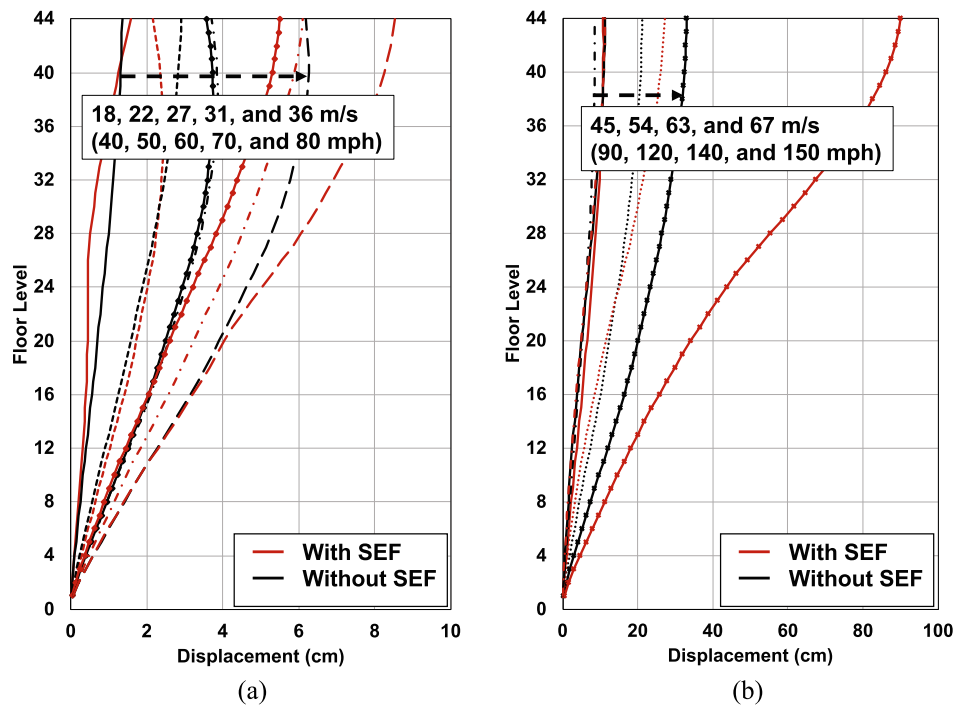 44
40
36
32
28
24
20
16
12
8
4
0
Floor Level
18, 22, 27, 31, and 36 m/s
(40, 50, 60, 70, and 80 mph)
With SEF
Without SEF
0 2 4 6 8 10
Displacement (cm)
(a)
44
40
36
32
28
24
20
16
12
8
4
0
Floor Level
45, 54, 63, and 67 m/s
(90, 120, 140, and 150 mph)
With SEF
Without SEF
0 20 40 60 80 100
Displacement (cm)
(b)